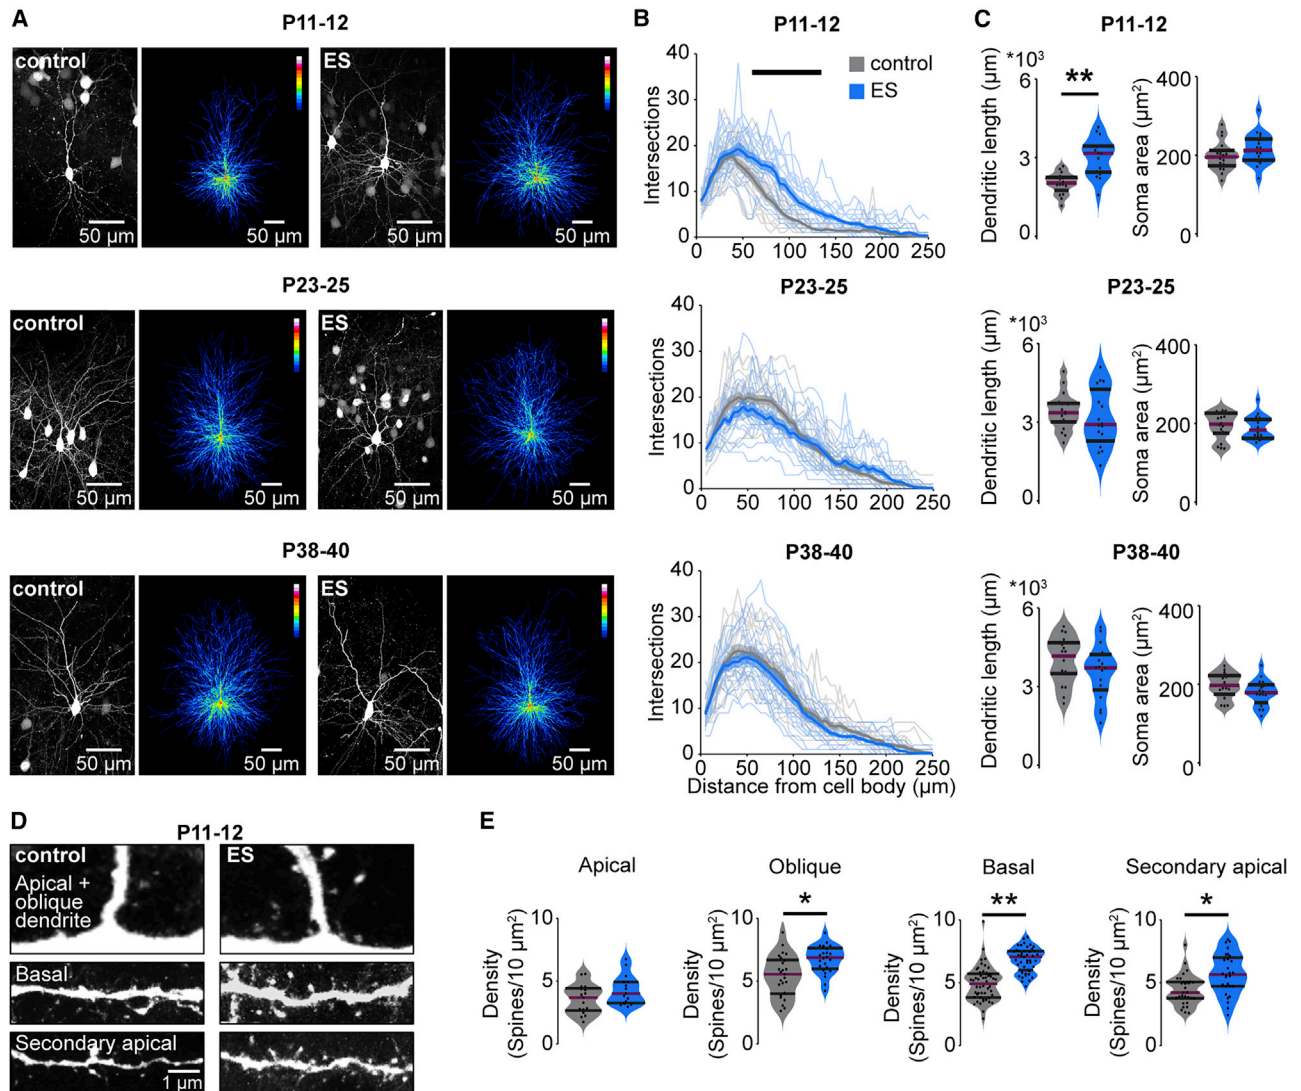 A
P11-12
control
50 µm
50 µm
ES
50 µm
50 µm
P23-25
control
50 µm
50 µm
ES
50 µm
50 µm
P38-40
control
50 µm
50 µm
ES
50 µm
50 µm
B
P11-12
control
ES
Intersections
40
30
20
10
0
0
50
100
150
200
250
P23-25
Intersections
40
30
20
10
0
0
50
100
150
200
250
P38-40
Intersections
40
30
20
10
0
0
50
100
150
200
250
Distance from cell body (µm)
C
P11-12
*10³
Dendritic length (µm)
6
3
0
**
Soma area (µm²)
400
200
0
P23-25
*10³
Dendritic length (µm)
6
3
0
Soma area (µm²)
400
200
0
P38-40
*10³
Dendritic length (µm)
6
3
0
Soma area (µm²)
400
200
0
D
P11-12
control
Apical +
oblique
dendrite
ES
Basal
Secondary apical
1 µm
E
Apical
Density
(Spines/10 µm²)
10
5
0
Oblique
*
Density
(Spines/10 µm²)
10
5
0
Basal
**
Density
(Spines/10 µm²)
10
5
0
Secondary apical
*
Density
(Spines/10 µm²)
10
5
0